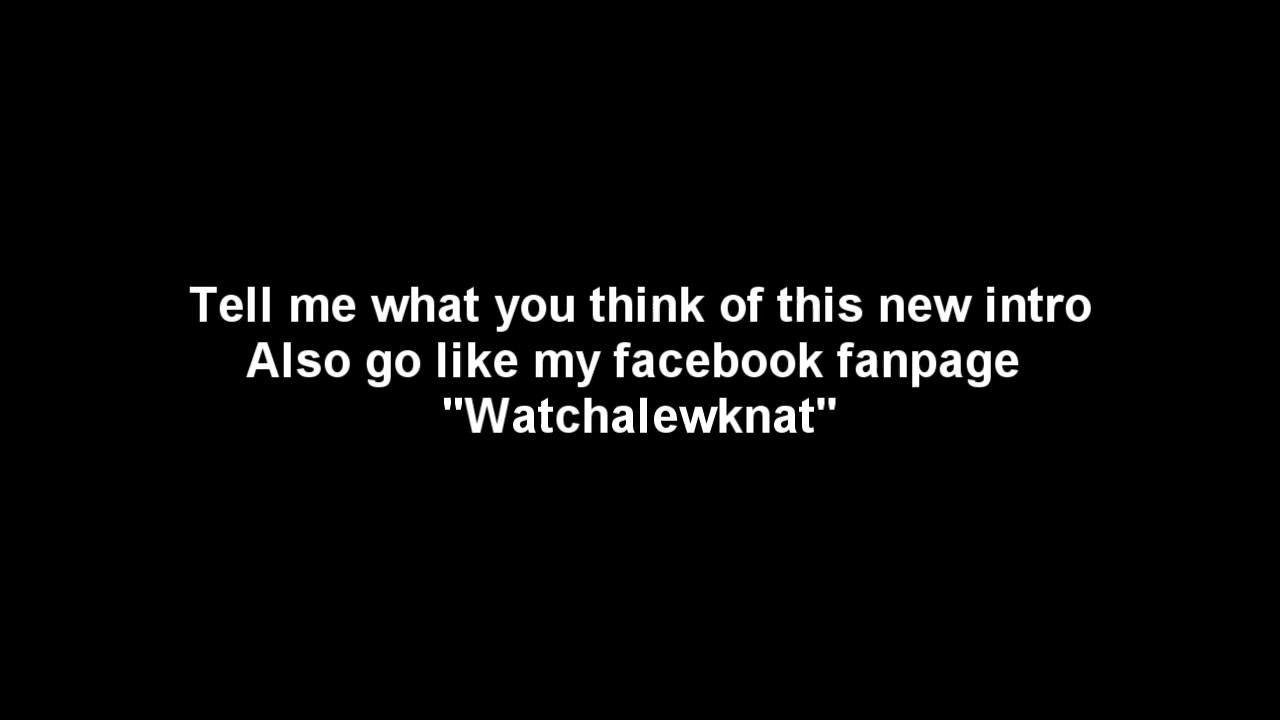 Tell me what you think of this new intro
Also go like my facebook fanpage
"Watchalewknat"